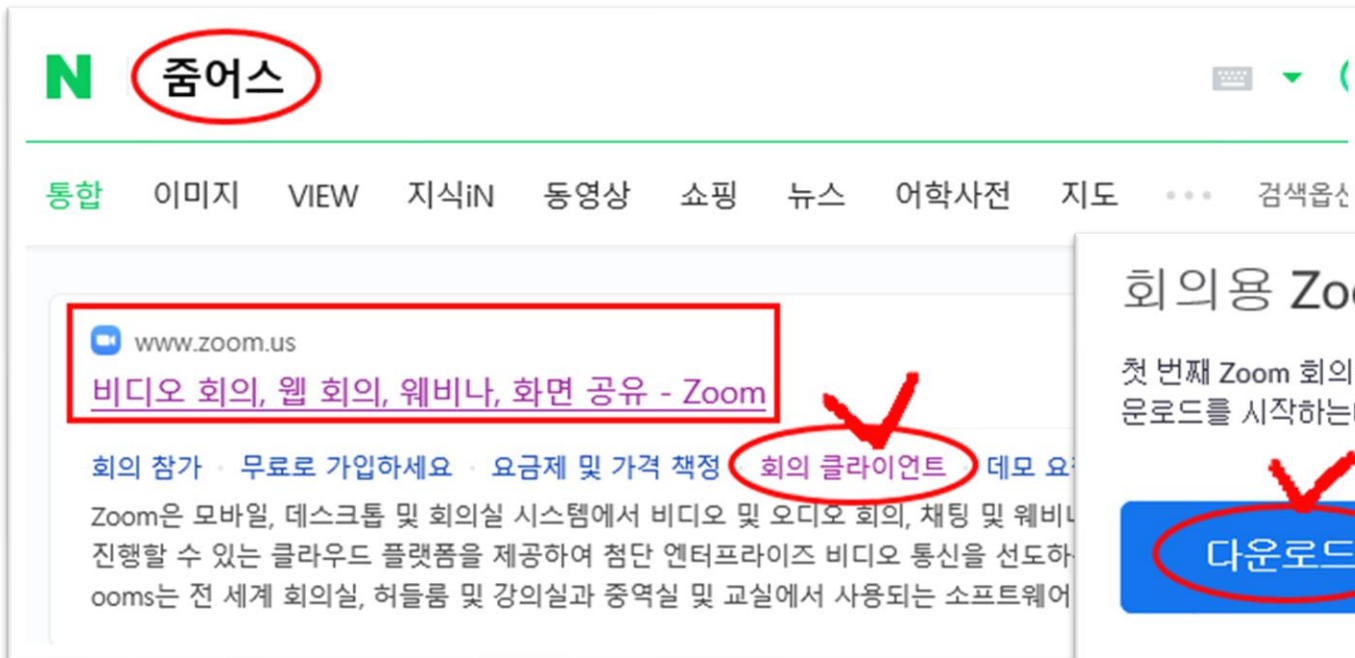 N 줌어스
통합 이미지 VIEW 지식iN 동영상 쇼핑 뉴스 어학사전 지도 ··· 검색옵션
www.zoom.us
비디오 회의, 웹 회의, 웨비나, 화면 공유 - Zoom
회의 참가 · 무료로 가입하세요 · 요금제 및 가격 책정 · 회의 클라이언트 · 데모
Zoom은 모바일, 데스크톱 및 회의실 시스템에서 비디오 및 오디오 회의, 채팅 및
진행할 수 있는 클라우드 플랫폼을 제공하여 첨단 엔터프라이즈 비디오 통신을
ooms는 전 세계 회의실, 허들룸 및 강의실과 중역실 및 교실에서 사용되는 소프트웨어
회의용
첫 번째 Zoom 회의
운로드를 시작하는
다운로드